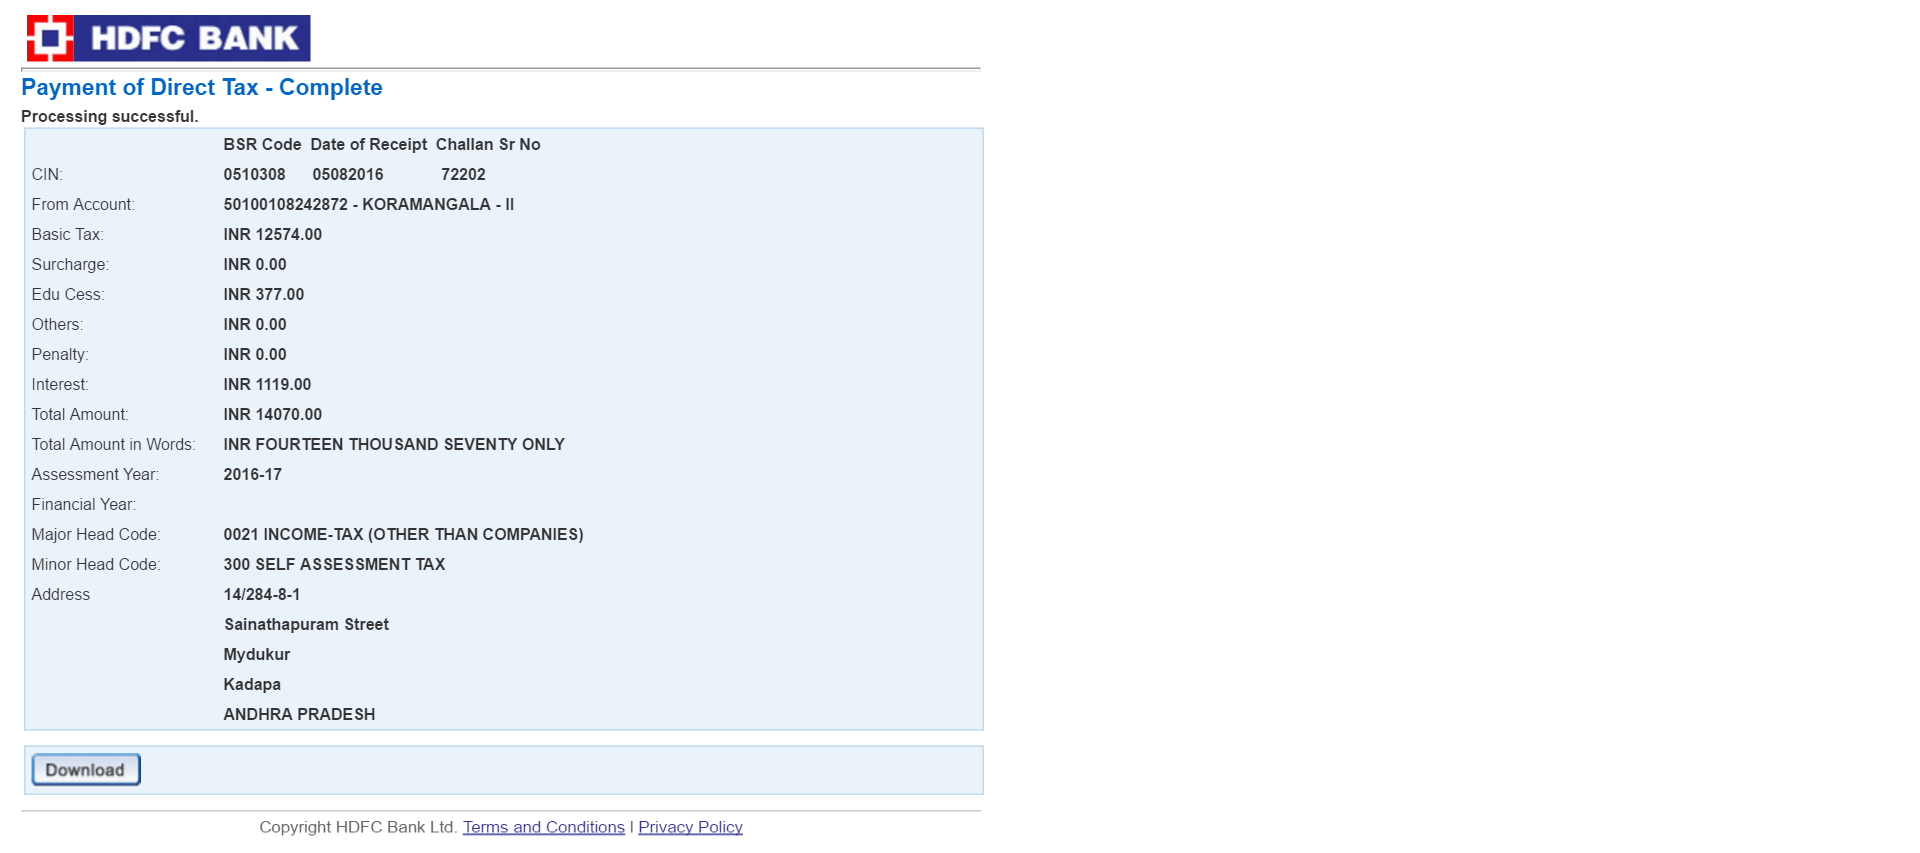 HDFC BANK
Payment of Direct Tax - Complete
Processing successful.
BSR Code Date of Receipt Challan Sr No
CIN: 0510308 05082016 72202
From Account: 50100108242872 - KORAMANGALA - II
Basic Tax: INR 12574.00
Surcharge: INR 0.00
Edu Cess: INR 377.00
Others: INR 0.00
Penalty: INR 0.00
Interest: INR 1119.00
Total Amount: INR 14070.00
Total Amount in Words: INR FOURTEEN THOUSAND SEVENTY ONLY
Assessment Year: 2016-17
Financial Year:
Major Head Code: 0021 INCOME-TAX (OTHER THAN COMPANIES)
Minor Head Code: 300 SELF ASSESSMENT TAX
Address 14/284-8-1
Sainathapuram Street
Mydukur
Kadapa
ANDHRA PRADESH
Download
Copyright HDFC Bank Ltd. Terms and Conditions | Privacy Policy